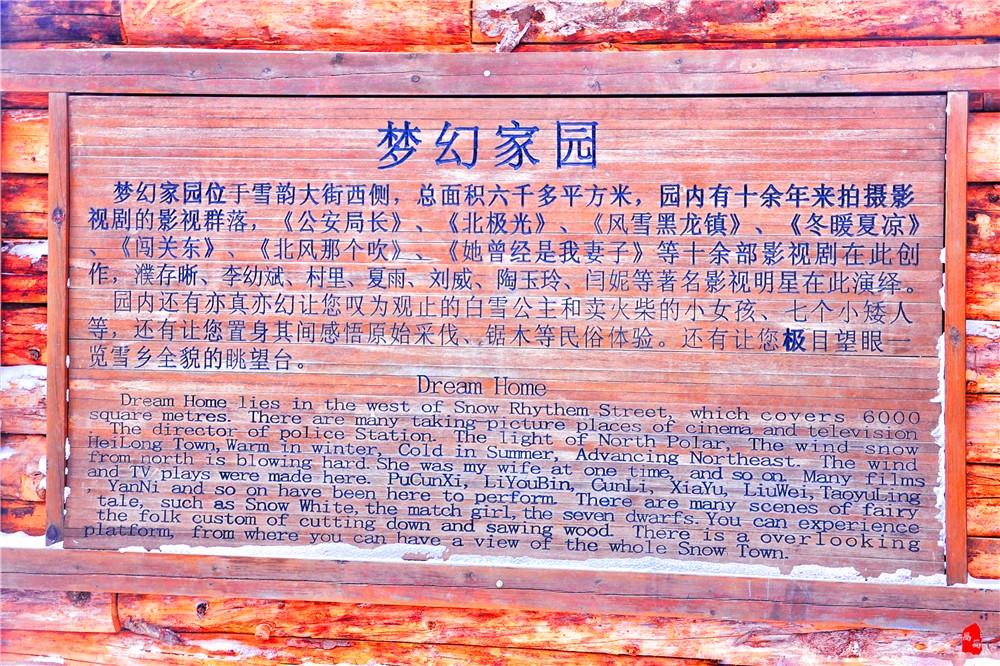 梦幻家园
梦幻家园位于雪韵大街西侧，总面积六千多平方米，园内有十余年来拍摄影
视剧的影视群落，《公安局长》、《北极光》、《风雪黑龙镇》、《冬暖夏凉》
、《闯关东》、《北风那个吹》、《她曾经是我妻子》等十余部影视剧在此创
作，濮存晰、李幼斌、村里、夏雨、刘威、陶玉玲、闫妮等著名影视明星在此演绎。
园内还有亦真亦幻让您叹为观止的白雪公主和卖火柴的小女孩、七个小矮人
等，还有让您置身其间感悟原始采伐、锯木等民俗体验。还有让您极目望眼一
览雪乡全貌的眺望台。
Dream Home
Dream Home lies in the west of Snow Rhythem Street, which covers 6000
square metres. There are many taking picture places of cinema and television
The director of police Station. The light of North Polar, The wind snow
HeiLong Town, Warm in winter, Cold in Summer, Advancing Northeast. The wind
from north is blowing hard. She was my wife at one time, and so on. Many films
and TV plays were made here. PuCunXi, LiYouBin, CunLi, XiaYu, LiuWei, TaoyuLing
, YanNi and so on have been here to perform. There are many scenes of fairy
tale, such as Snow White, the match girl, the seven dwarfs. You can experience
the folk custom of cutting down and sawing wood. There is a overlooking
platform, from where you can have a view of the whole Snow Town.